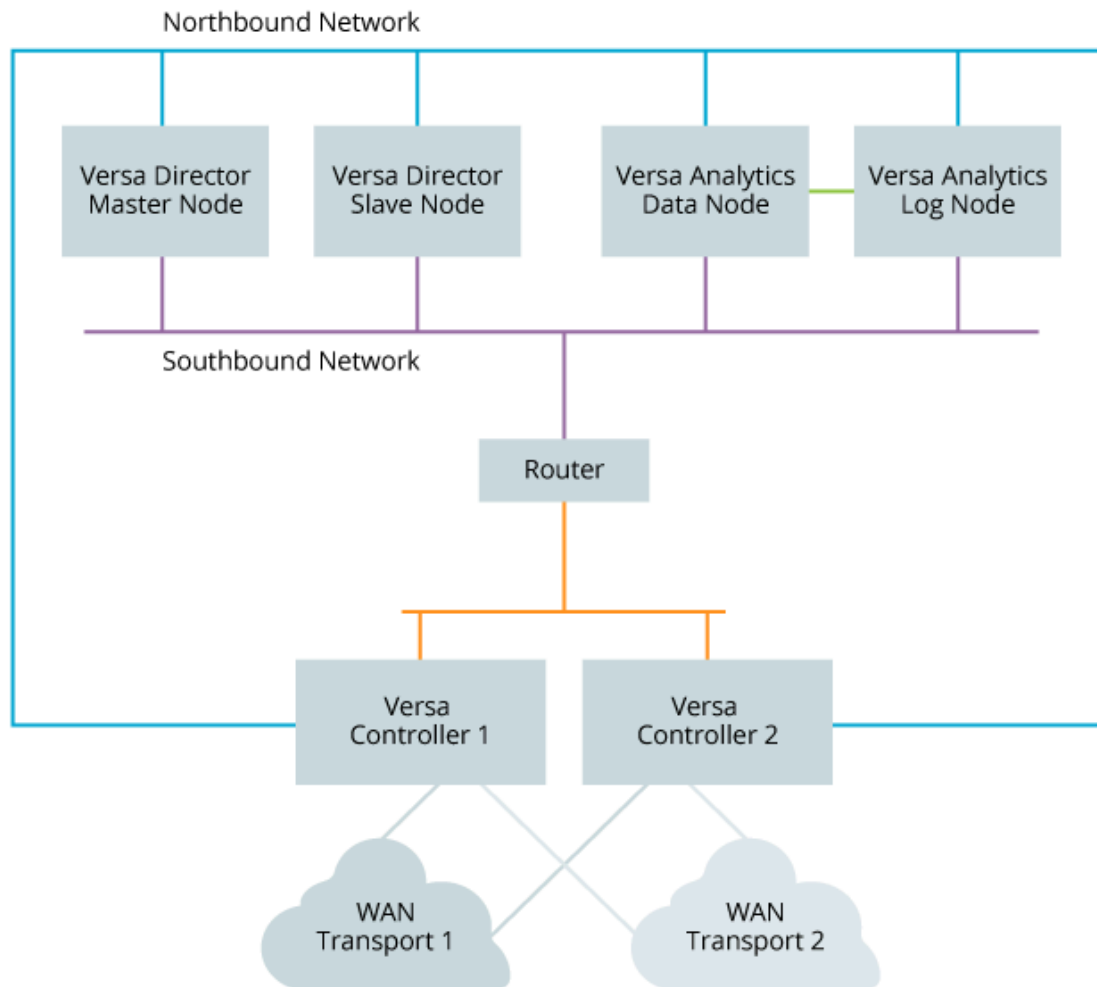 Northbound Network
Versa Director
Master Node
Versa Director
Slave Node
Versa Analytics
Data Node
Versa Analytics
Log Node
Southbound Network
Router
Versa
Controller 1
Versa
Controller 2
WAN
Transport 1
WAN
Transport 2